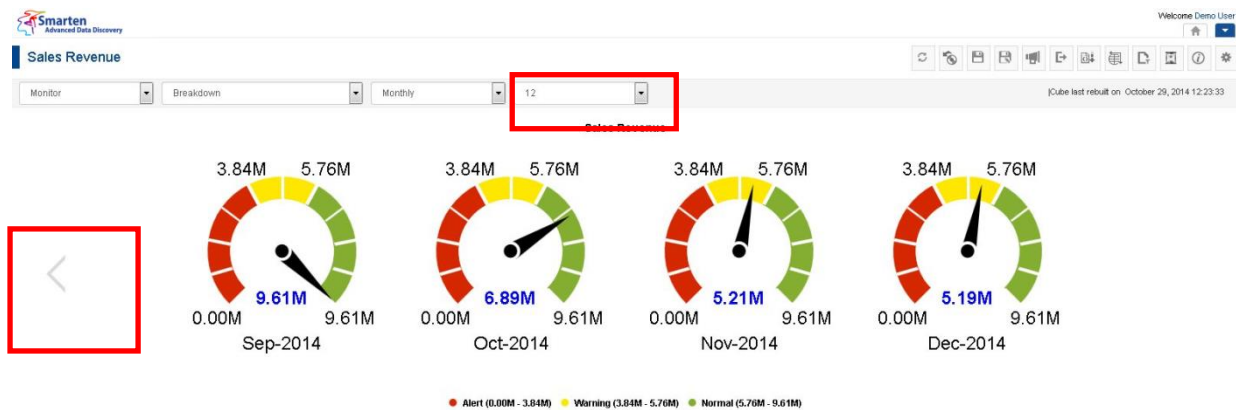 Smarten
Advanced Data Discovery
Welcome Demo User
Sales Revenue
Monitor
Breakdown
Monthly
12
|Cube last rebuilt on October 29, 2014 12:23:33
Sales Revenue
3.84M 5.76M 3.84M 5.76M 3.84M 5.76M 3.84M 5.76M
9.61M 6.89M 5.21M 5.19M
0.00M 9.61M 0.00M 9.61M 0.00M 9.61M 0.00M 9.61M
Sep-2014 Oct-2014 Nov-2014 Dec-2014
Alert (0.00M - 3.84M) Warning (3.84M - 5.76M) Normal (5.76M - 9.61M)